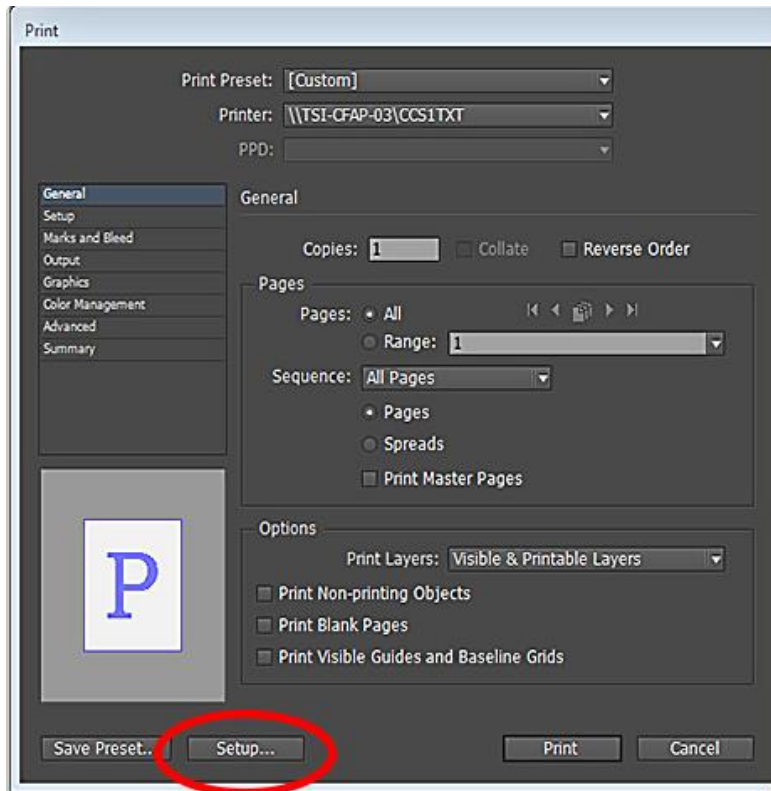 Print
Print Preset: [Custom]
Printer: \\TSI-CFAP-03\CCS1TXT
PPD:
General
Setup
Marks and Bleed
Output
Graphics
Color Management
Advanced
Summary
General
Copies: 1 Collate Reverse Order
Pages
Pages: All
Range: 1
Sequence: All Pages
Pages
Spreads
Print Master Pages
P
Options
Print Layers: Visible & Printable Layers
Print Non-printing Objects
Print Blank Pages
Print Visible Guides and Baseline Grids
Save Preset... Setup... Print Cancel